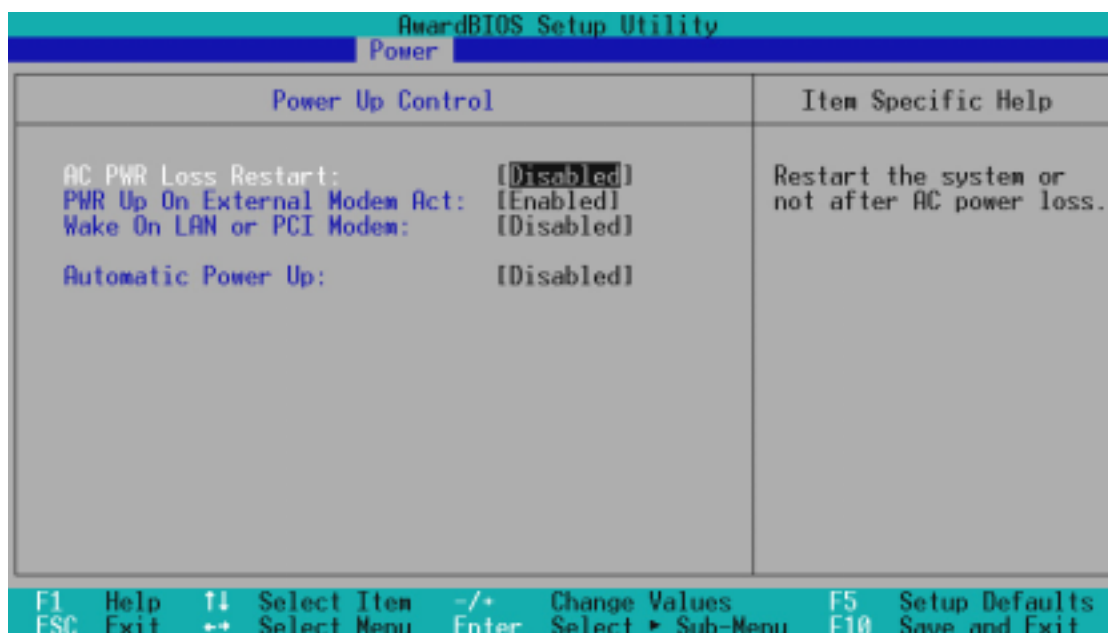 AwardBIOS Setup Utility
Power
Power Up Control
Item Specific Help
AC PWR Loss Restart: [Disabled]
PWR Up On External Modem Act: [Enabled]
Wake On LAN or PCI Modem: [Disabled]
Automatic Power Up: [Disabled]
Restart the system or
not after AC power loss.
F1 Help ↑↓ Select Item -/+ Change Values F5 Setup Defaults
ESC Exit ←→ Select Menu Enter Select ► Sub-Menu F10 Save and Exit